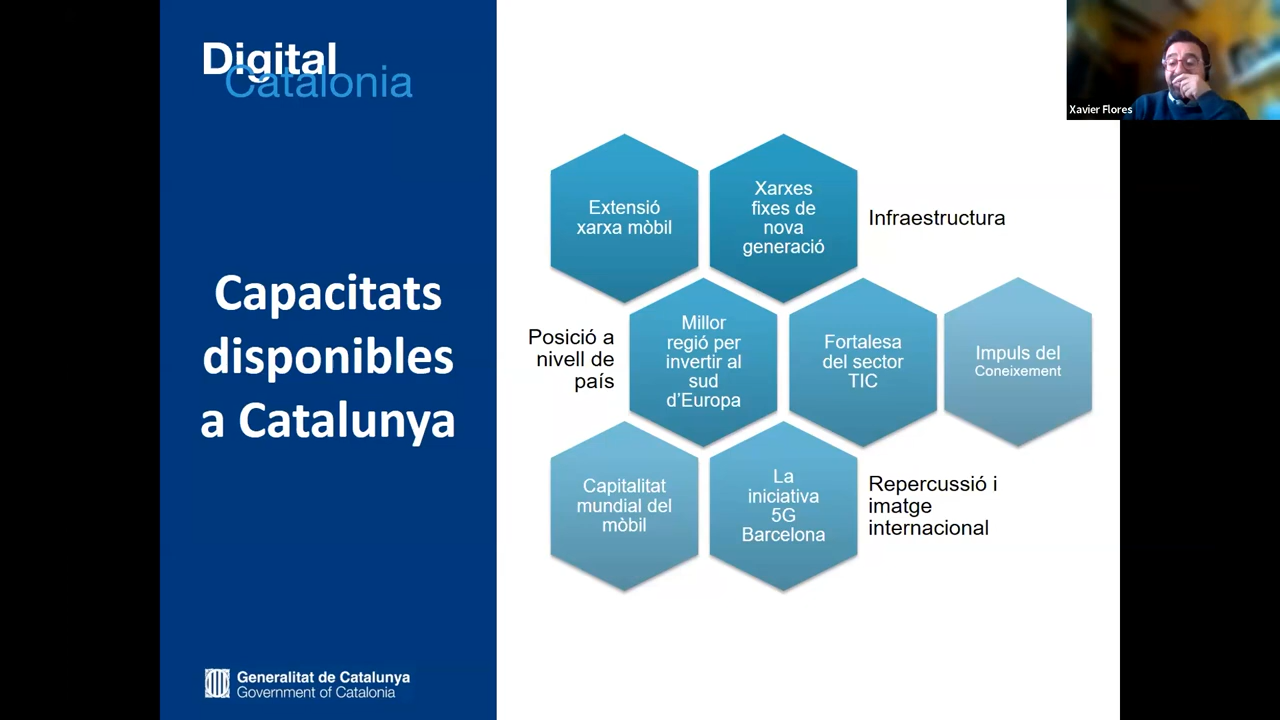 Digital
Catalonia
Capacitats
disponibles
a Catalunya
Generalitat de Catalunya
Government of Catalonia
Extensió
xarxa mòbil
Xarxes
fixes de
nova
generació
Infraestructura
Posició a
nivell de
país
Millor
regió per
invertir al
sud
d'Europa
Fortalesa
del sector
TIC
Impuls del
Coneixement
Capitalitat
mundial del
mòbil
La
iniciativa
5G
Barcelona
Repercussió i
imatge
internacional
Xavier Flores